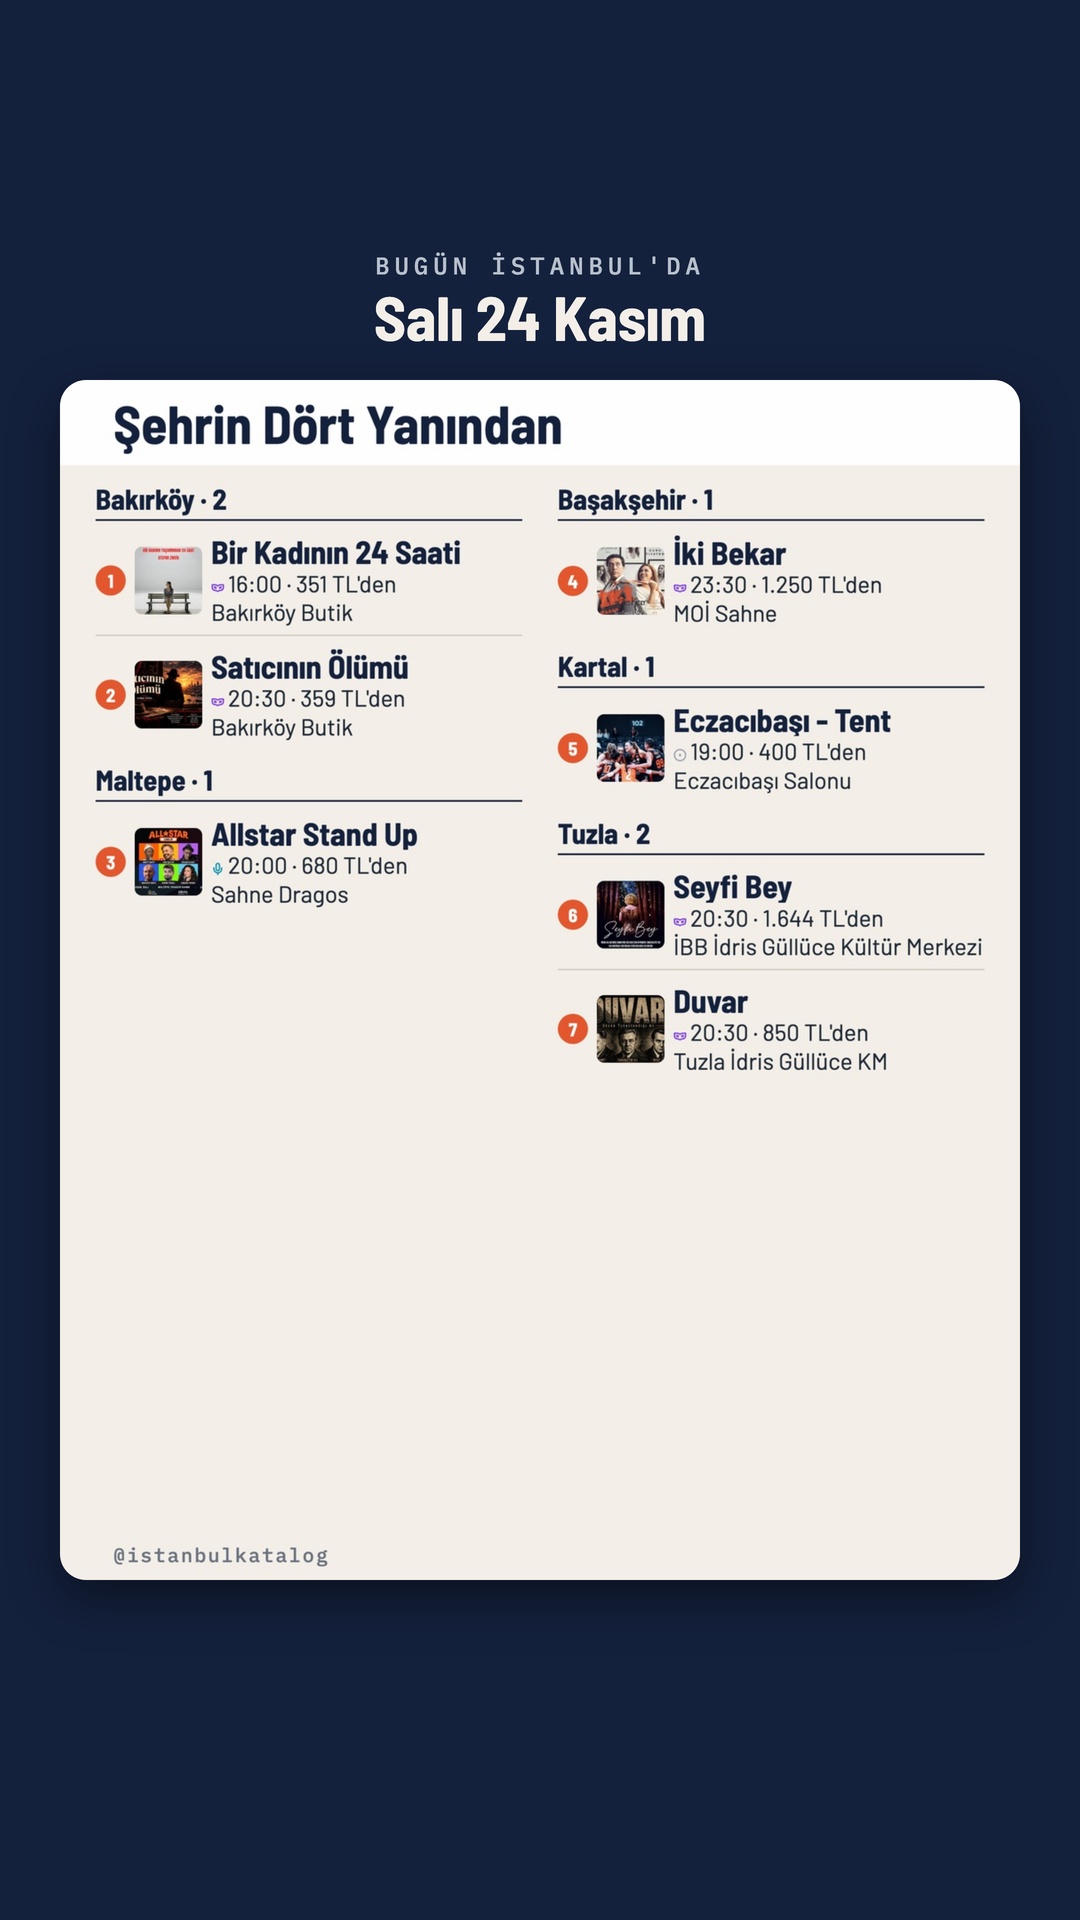 BUGÜN İSTANBUL'DA
Salı 24 Kasım
Şehrin Dört Yanından
Bakırköy · 2
1
Bir Kadının 24 Saati
16:00 · 351 TL'den
Bakırköy Butik
2
Satıcının Ölümü
20:30 · 359 TL'den
Bakırköy Butik
Maltepe · 1
3
ALL★STAR
Allstar Stand Up
20:00 · 680 TL'den
Sahne Dragos
Başakşehir · 1
4
İki Bekar
23:30 · 1.250 TL'den
MOİ Sahne
Kartal · 1
5
102
Eczacıbaşı - Tent
19:00 · 400 TL'den
Eczacıbaşı Salonu
Tuzla · 2
6
Seyfi Bey
Seyfi Bey
20:30 · 1.644 TL'den
İBB İdris Güllüce Kültür Merkezi
7
DUVAR
Duvar
20:30 · 850 TL'den
Tuzla İdris Güllüce KM
@istanbulkatalog